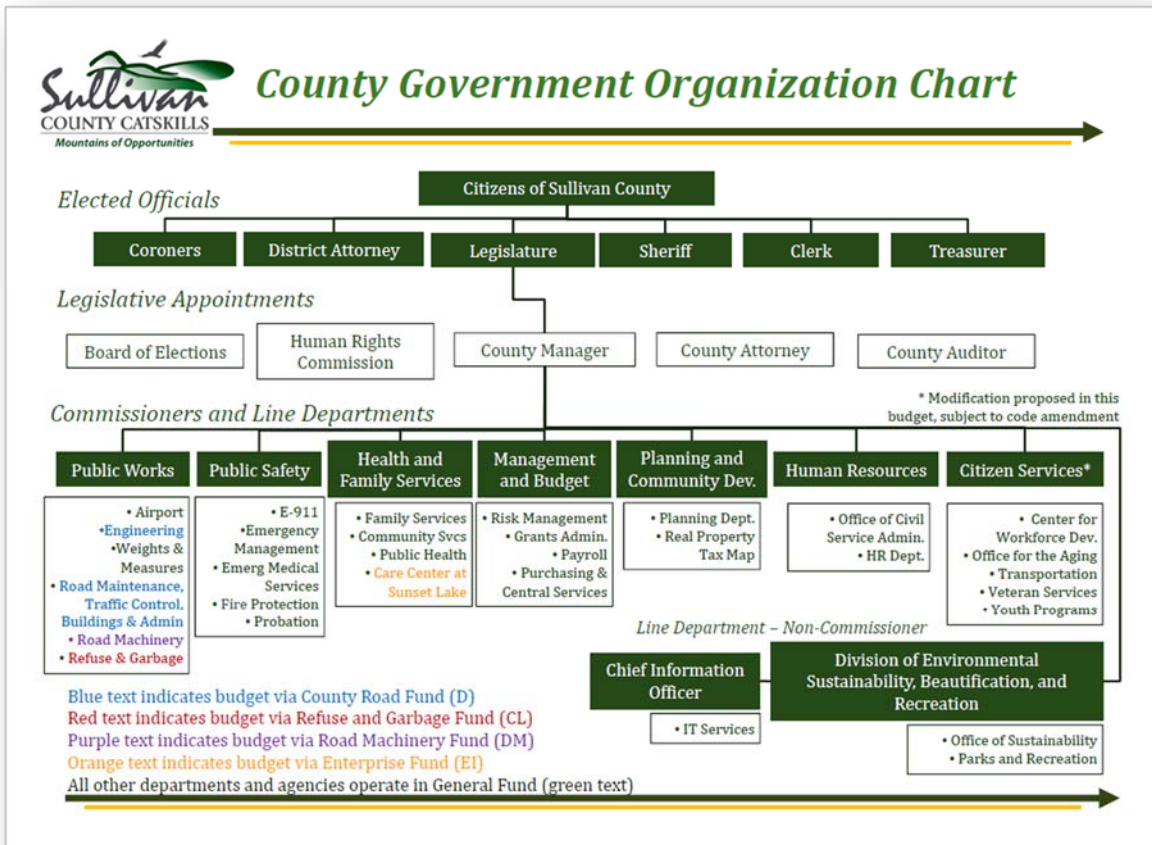 Sullivan
COUNTY CATSKILLS
Mountains of Opportunities
County Government Organization Chart
Elected Officials
Citizens of Sullivan County
Coroners
District Attorney
Legislature
Sheriff
Clerk
Treasurer
Legislative Appointments
Board of Elections
Human Rights
Commission
County Manager
County Attorney
County Auditor
Commissioners and Line Departments
* Modification proposed in this
budget, subject to code amendment
Public Works
• Airport
•Engineering
•Weights &
Measures
• Road Maintenance,
Traffic Control,
Buildings & Admin
• Road Machinery
• Refuse & Garbage
Public Safety
• E-911
•Emergency
Management
• Emerg Medical
Services
• Fire Protection
• Probation
Health and
Family Services
• Family Services
• Community Svcs
• Public Health
• Care Center at
Sunset Lake
Management
and Budget
• Risk Management
• Grants Admin.
• Payroll
• Purchasing &
Central Services
Planning and
Community Dev.
• Planning Dept.
• Real Property
Tax Map
Human Resources
• Office of Civil
Service Admin.
• HR Dept.
Citizen Services*
• Center for
Workforce Dev.
• Office for the Aging
• Transportation
• Veteran Services
• Youth Programs
Line Department – Non-Commissioner
Chief Information
Officer
• IT Services
Division of Environmental
Sustainability, Beautification, and
Recreation
• Office of Sustainability
• Parks and Recreation
Blue text indicates budget via County Road Fund (D)
Red text indicates budget via Refuse and Garbage Fund (CL)
Purple text indicates budget via Road Machinery Fund (DM)
Orange text indicates budget via Enterprise Fund (EI)
All other departments and agencies operate in General Fund (green text)